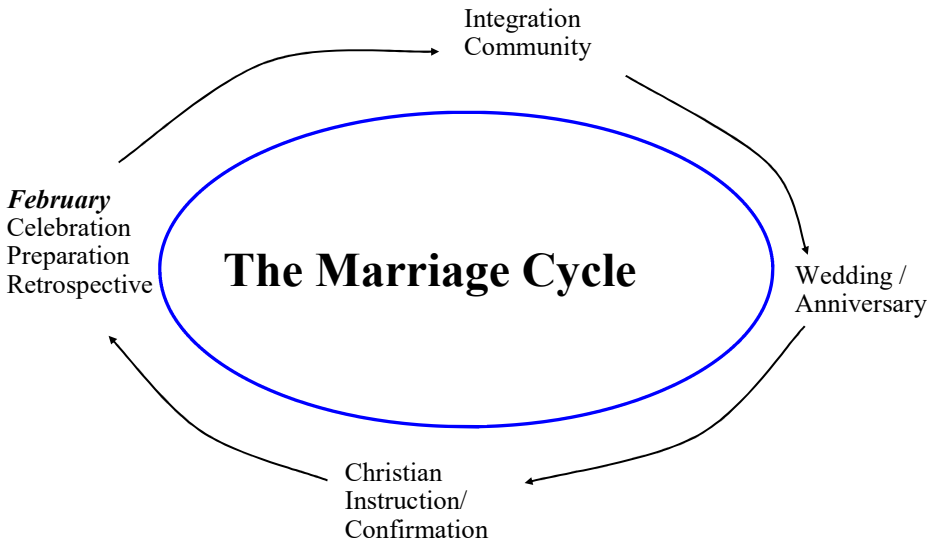 Integration
Community
February
Celebration
Preparation
Retrospective
The Marriage Cycle
Wedding /
Anniversary
Christian
Instruction/
Confirmation